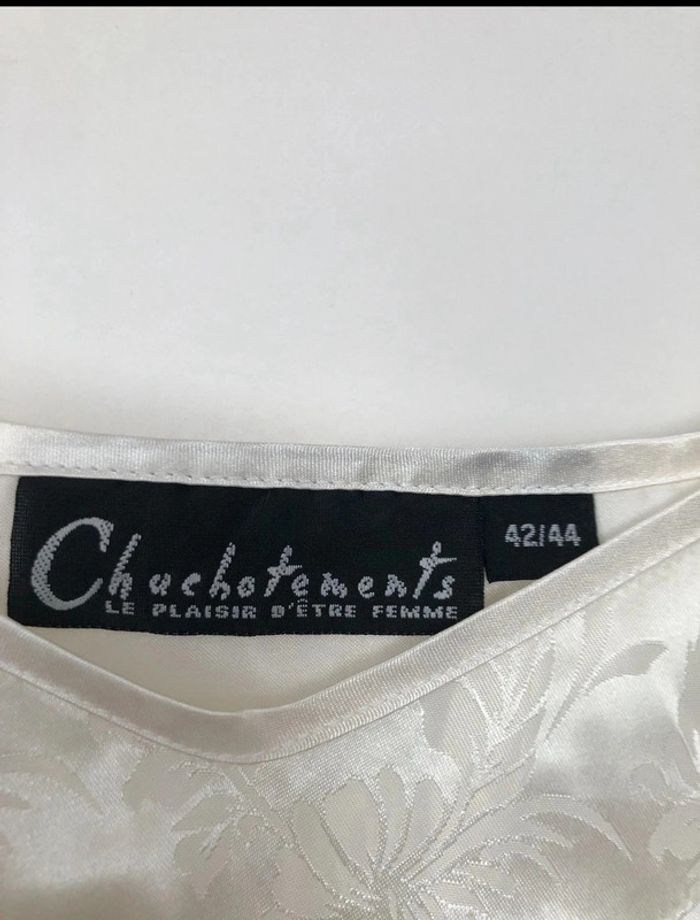 Chuchotements
LE PLAISIR D'ÊTRE FEMME
42/44